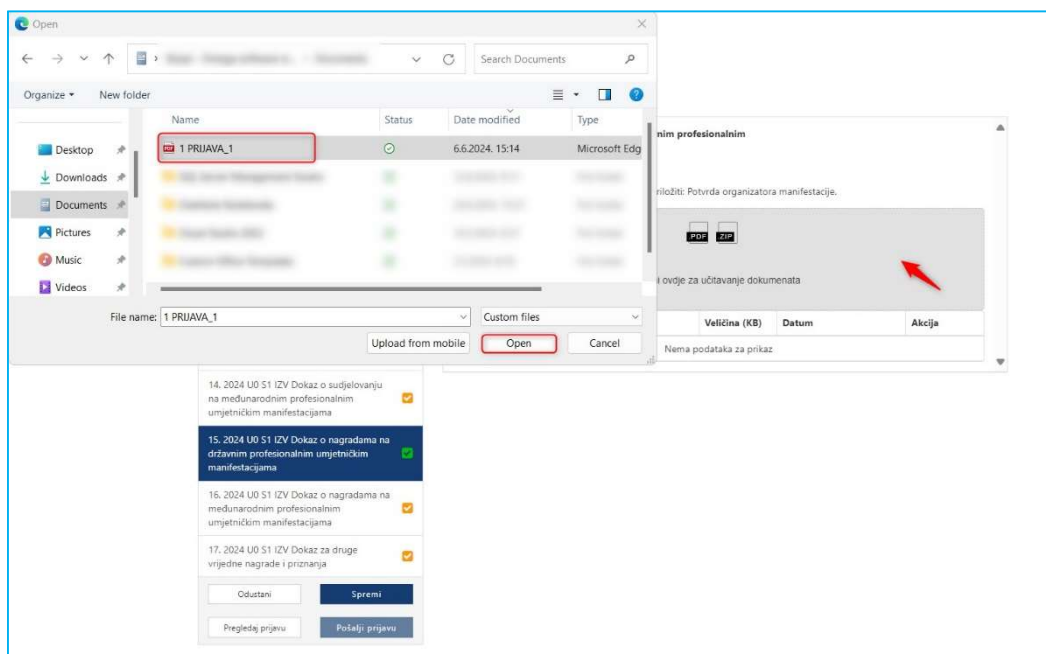 Open
Search Documents
Organize
New folder
Name Status Date modified Type
Desktop
Downloads
Documents
Pictures
Music
Videos
1 PRIJAVA_1 6.6.2024. 15:14 Microsoft Edg
File name: 1 PRIJAVA_1 Custom files
Upload from mobile Open Cancel
nim profesionalnim
riložiti: Potvrda organizatora manifestacije.
PDF ZIP
i ovdje za učitavanje dokumenata
Veličina (KB) Datum Akcija
Nema podataka za prikaz
14. 2024 U0 S1 IZV Dokaz o sudjelovanju
na međunarodnim profesionalnim
umjetničkim manifestacijama
15. 2024 U0 S1 IZV Dokaz o nagradama na
državnim profesionalnim umjetničkim
manifestacijama
16. 2024 U0 S1 IZV Dokaz o nagradama na
međunarodnim profesionalnim
umjetničkim manifestacijama
17. 2024 U0 S1 IZV Dokaz za druge
vrijedne nagrade i priznanja
Odustani Spremi
Pregledaj prijavu Pošalji prijavu